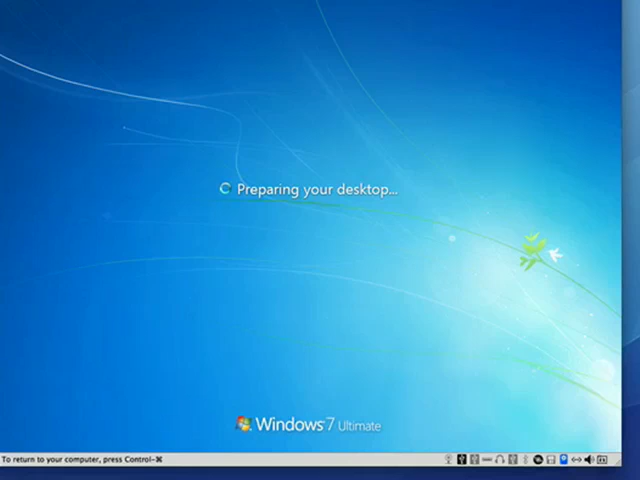 Preparing your desktop...
Windows 7 Ultimate
To return to your computer, press Control-⌘